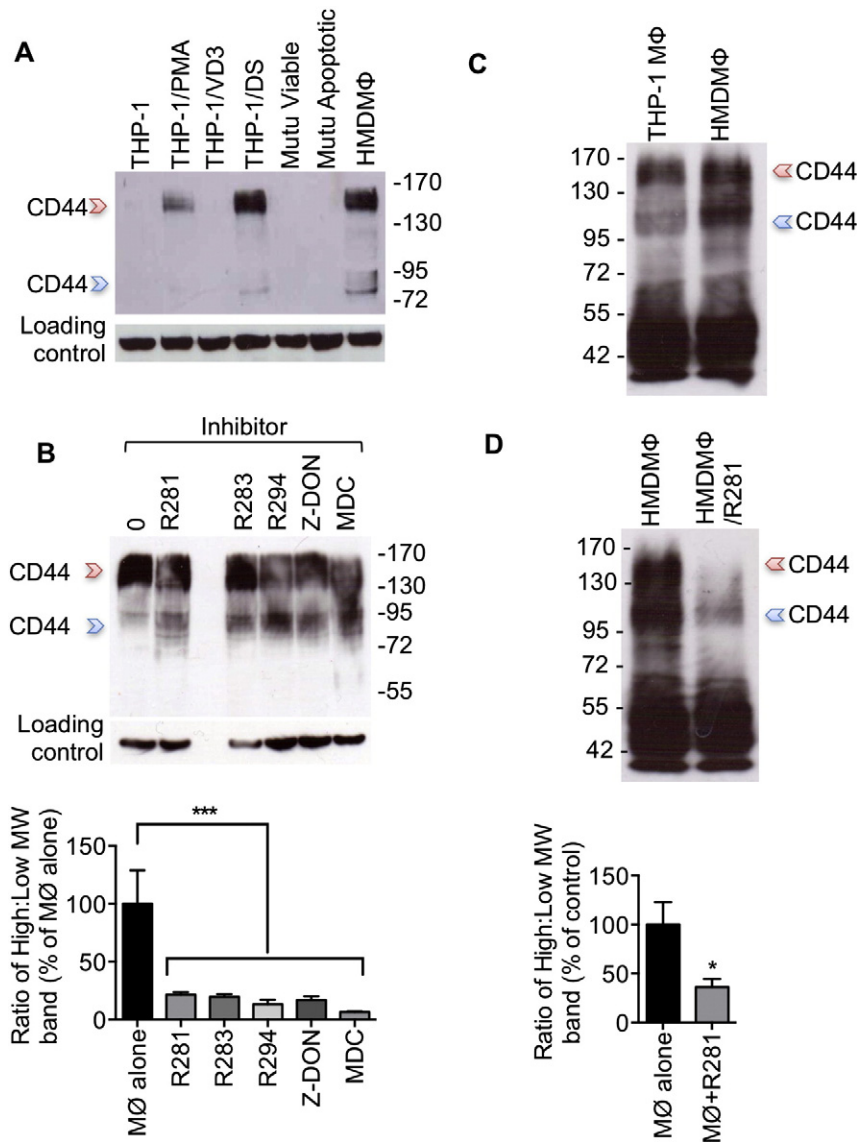 A
THP-1
THP-1/PMA
THP-1/VD3
THP-1/DS
Mutu Viable
Mutu Apoptotic
HMDMΦ
CD44
CD44
-170
-130
-95
-72
Loading
control
B
Inhibitor
0
R281
R283
R294
Z-DON
MDC
CD44
CD44
-170
-130
-95
-72
-55
Loading
control
***
Ratio of High:Low MW
band (% of MØ alone)
150
100
50
0
MØ alone
R281
R283
R294
Z-DON
MDC
C
THP-1 MΦ
HMDMΦ
170 -
130 -
95 -
72 -
55 -
42 -
CD44
CD44
D
HMDMΦ
HMDMΦ
/R281
170 -
130 -
95 -
72 -
55 -
42 -
CD44
CD44
Ratio of High:Low MW
band (% of control)
150
100
50
0
*
MØ alone
MØ+R281